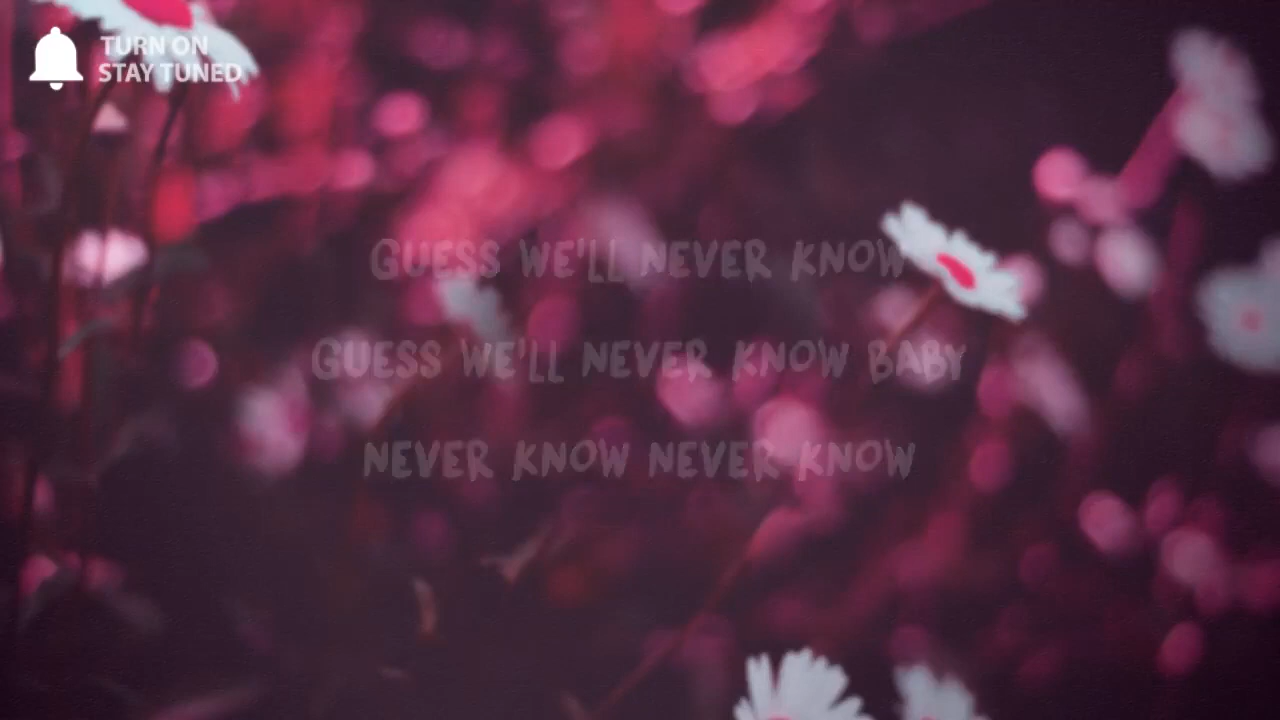 TURN ON
STAY TUNED
GUESS WE'LL NEVER KNOW
GUESS WE'LL NEVER KNOW BABY
NEVER KNOW NEVER KNOW